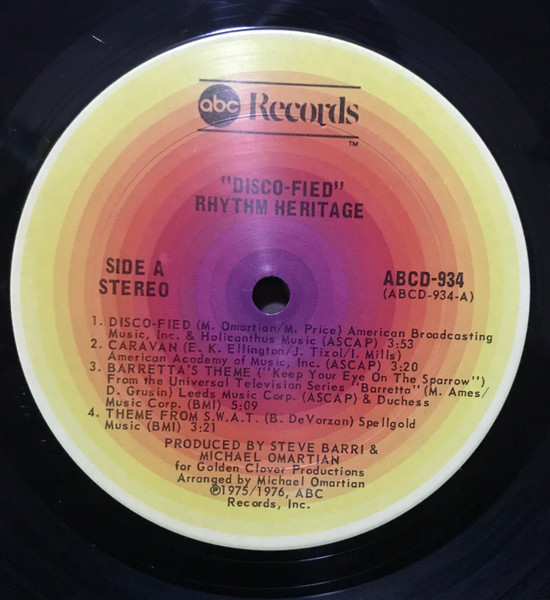 abc Records
TM
"DISCO-FIED"
RHYTHM HERITAGE
SIDE A
STEREO
ABCD-934
(ABCD-934-A)
1. DISCO-FIED (M. Omartian/M. Price) American Broadcasting
Music, Inc. & Holicanthus Music (ASCAP) 3:53
2. CARAVAN (E. K. Ellington/J. Tizol/I. Mills)
American Academy of Music, Inc. (ASCAP) 3:20
3. BARRETTA'S THEME ("Keep Your Eye On The Sparrow")
From the Universal Television Series "Barretta" (M. Ames/
D. Grusin) Leeds Music Corp. (ASCAP) & Duchess
Music Corp. (BMI) 5:09
4. THEME FROM S.W.A.T. (B. DeVorzan) Spellgold
Music (BMI) 3:21
PRODUCED BY STEVE BARRI &
MICHAEL OMARTIAN
for Golden Clover Productions
Arranged by Michael Omartian
℗1975/1976, ABC
Records, Inc.